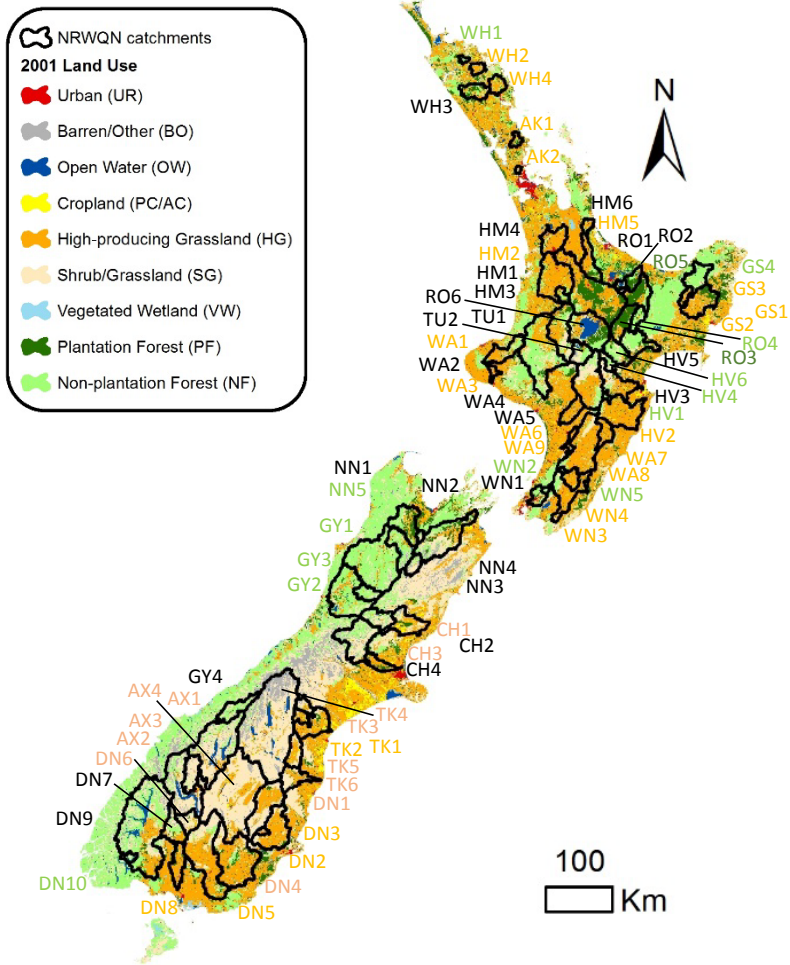 NRWQN catchments
2001 Land Use
Urban (UR)
Barren/Other (BO)
Open Water (OW)
Cropland (PC/AC)
High-producing Grassland (HG)
Shrub/Grassland (SG)
Vegetated Wetland (VW)
Plantation Forest (PF)
Non-plantation Forest (NF)
WH1
WH2
WH4
WH3
N
AK1
AK2
HM6
HM5
HM4
RO1
RO2
HM2
RO5
GS4
HM1
HM3
GS3
RO6
GS1
TU2
TU1
GS2
WA1
RO4
RO3
WA2
HV5
WA3
HV6
WA4
HV3
HV4
WA5
HV1
WA6
HV2
WA9
WA7
WN2
WA8
WN1
WN5
WN4
WN3
NN1
NN2
NN5
GY1
GY3
GY2
NN4
NN3
CH1
CH2
CH3
CH4
GY4
AX4
AX1
TK4
AX3
TK3
AX2
TK2
TK1
DN6
TK5
DN7
TK6
DN1
DN9
DN3
DN2
DN10
DN4
DN8
DN5
100
Km